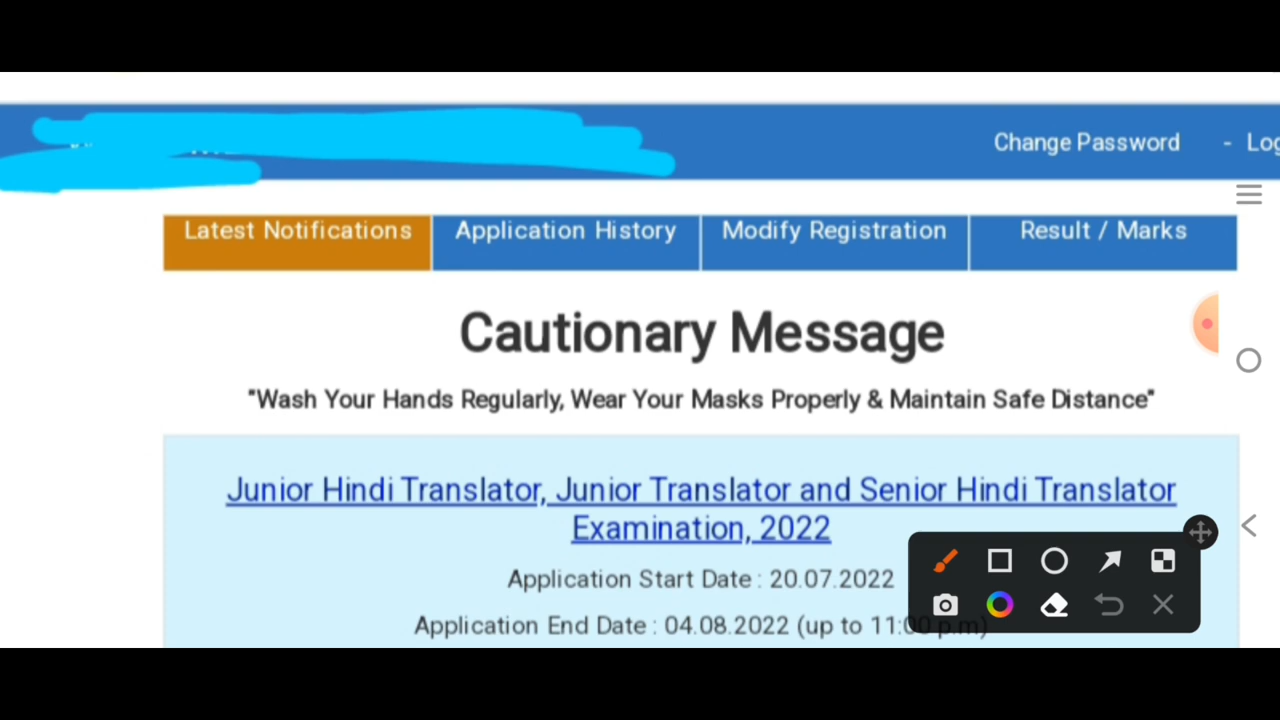 Change Password - Log
Latest Notifications Application History Modify Registration Result / Marks
Cautionary Message
"Wash Your Hands Regularly, Wear Your Masks Properly & Maintain Safe Distance"
Junior Hindi Translator, Junior Translator and Senior Hindi Translator
Examination, 2022
Application Start Date : 20.07.2022
Application End Date : 04.08.2022 (up to 11:00 p.m)